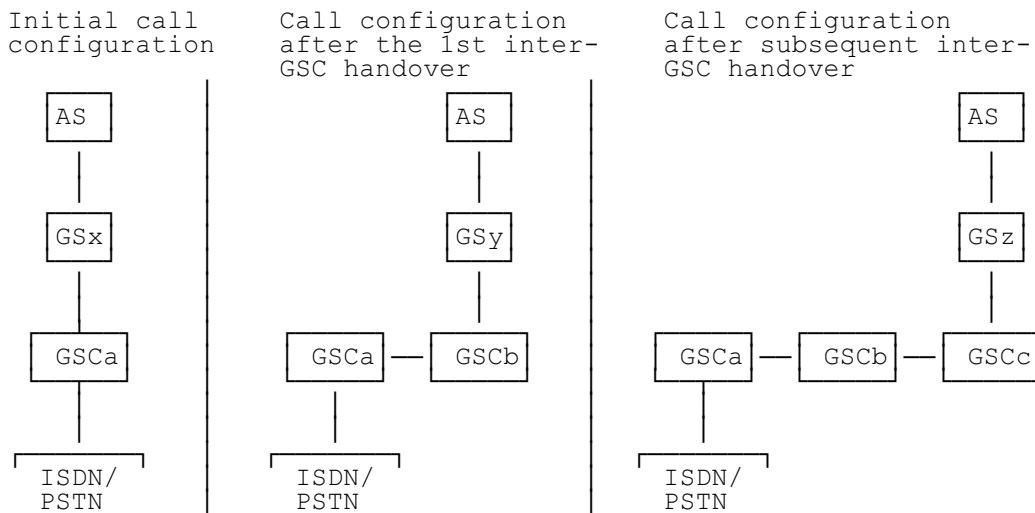 Initial call
configuration
AS
GSx
GSCa
ISDN/
PSTN
Call configuration
after the 1st inter-
GSC handover
AS
GSy
GSCa
GSCb
ISDN/
PSTN
Call configuration
after subsequent inter-
GSC handover
AS
GSz
GSCa
GSCb
GSCc
ISDN/
PSTN